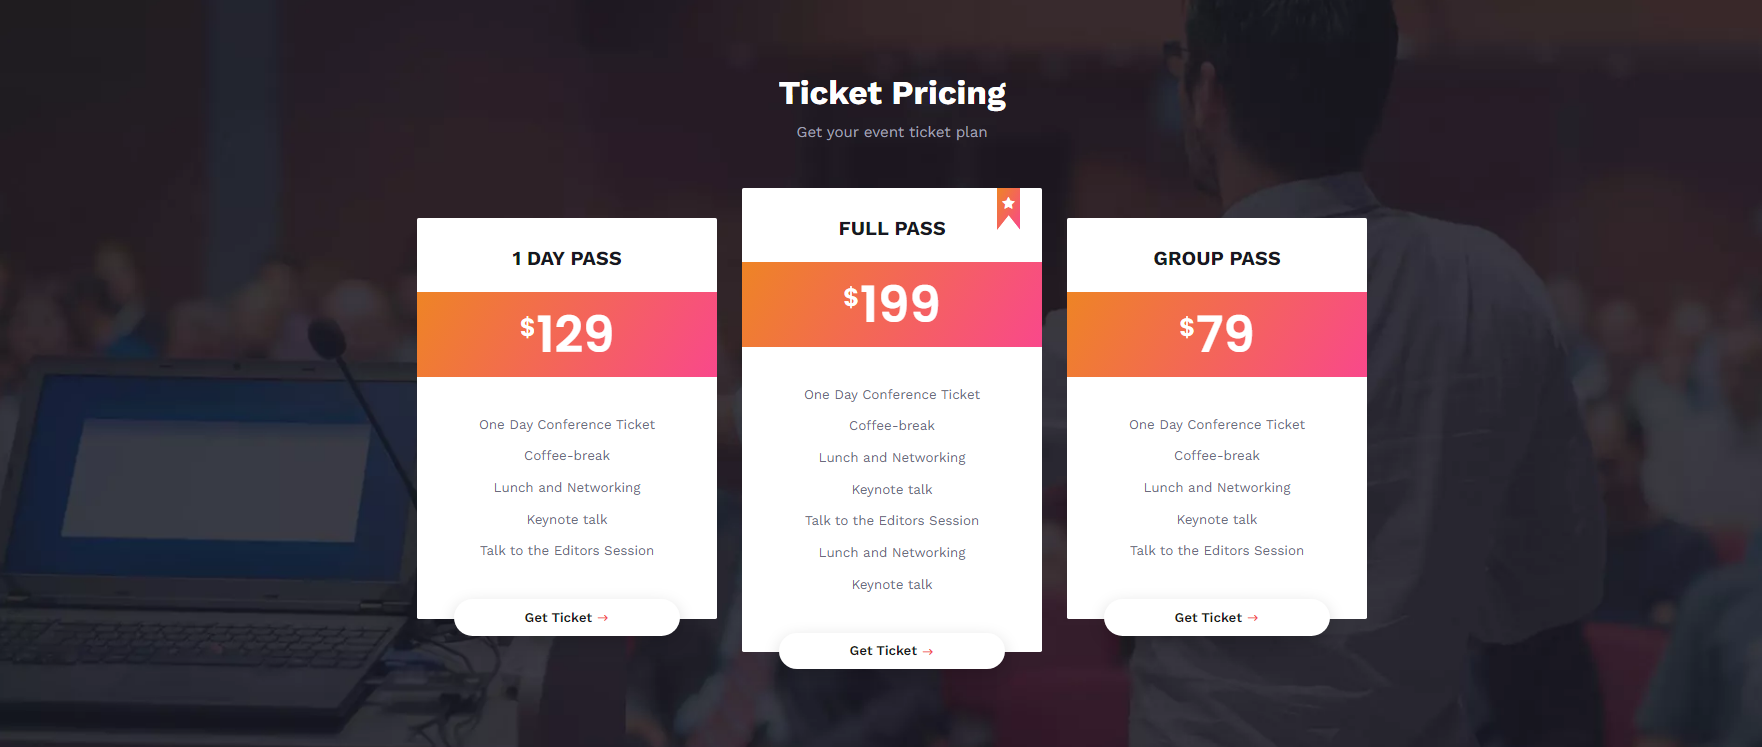 Ticket Pricing
Get your event ticket plan
1 DAY PASS
$129
One Day Conference Ticket
Coffee-break
Lunch and Networking
Keynote talk
Talk to the Editors Session
Get Ticket →
FULL PASS
$199
One Day Conference Ticket
Coffee-break
Lunch and Networking
Keynote talk
Talk to the Editors Session
Lunch and Networking
Keynote talk
Get Ticket →
GROUP PASS
$79
One Day Conference Ticket
Coffee-break
Lunch and Networking
Keynote talk
Talk to the Editors Session
Get Ticket →